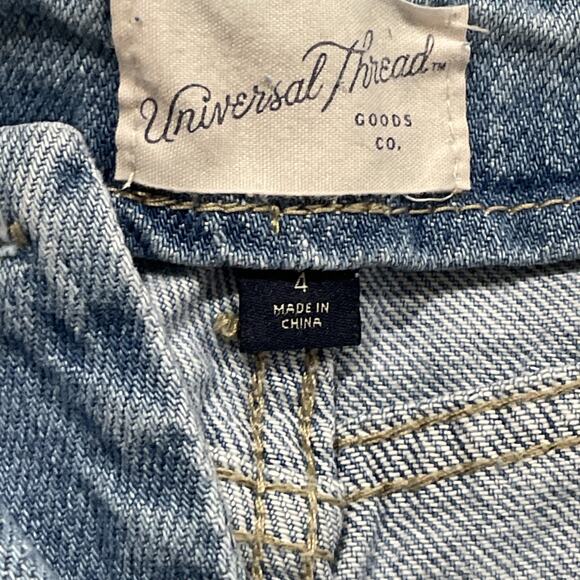 Universal Thread™
GOODS
CO.
4
MADE IN
CHINA